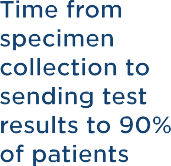 Time from
specimen
collection to
sending test
results to 90%
of patients